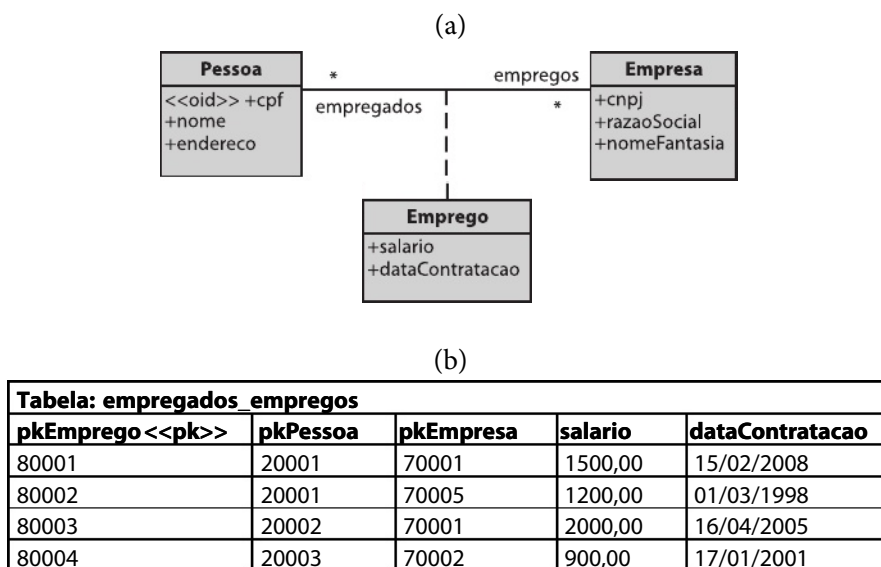 (a)
Pessoa
<<oid>> +cpf
+nome
+endereco
*
empregados
empregos
*
Empresa
+cnpj
+razaoSocial
+nomeFantasia
Emprego
+salario
+dataContratacao
(b)
Tabela: empregados_empregos
pkEmprego <<pk>> pkPessoa pkEmpresa salario dataContratacao
80001 20001 70001 1500,00 15/02/2008
80002 20001 70005 1200,00 01/03/1998
80003 20002 70001 2000,00 16/04/2005
80004 20003 70002 900,00 17/01/2001